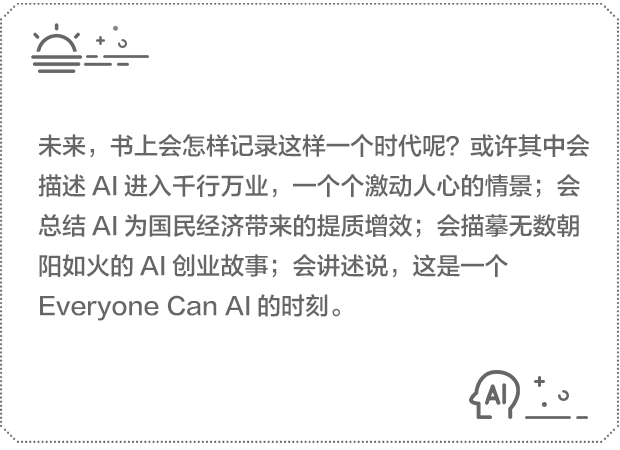 未来，书上会怎样记录这样一个时代呢？或许其中会
描述 AI 进入千行万业，一个个激动人心的情景；会
总结 AI 为国民经济带来的提质增效；会描摹无数朝
阳如火的 AI 创业故事；会讲述说，这是一个
Everyone Can AI 的时刻。
AI